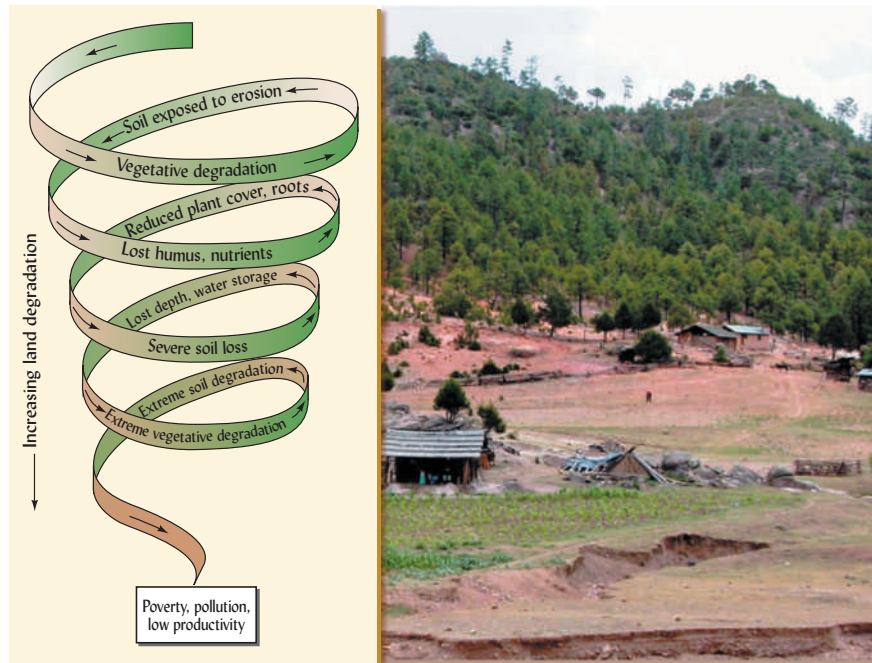 Soil exposed to erosion
Vegetative degradation
Reduced plant cover, roots
Lost humus, nutrients
Lost depth, water storage
Severe soil loss
Extreme soil degradation
Extreme vegetative degradation
Increasing land degradation
Poverty, pollution,
low productivity